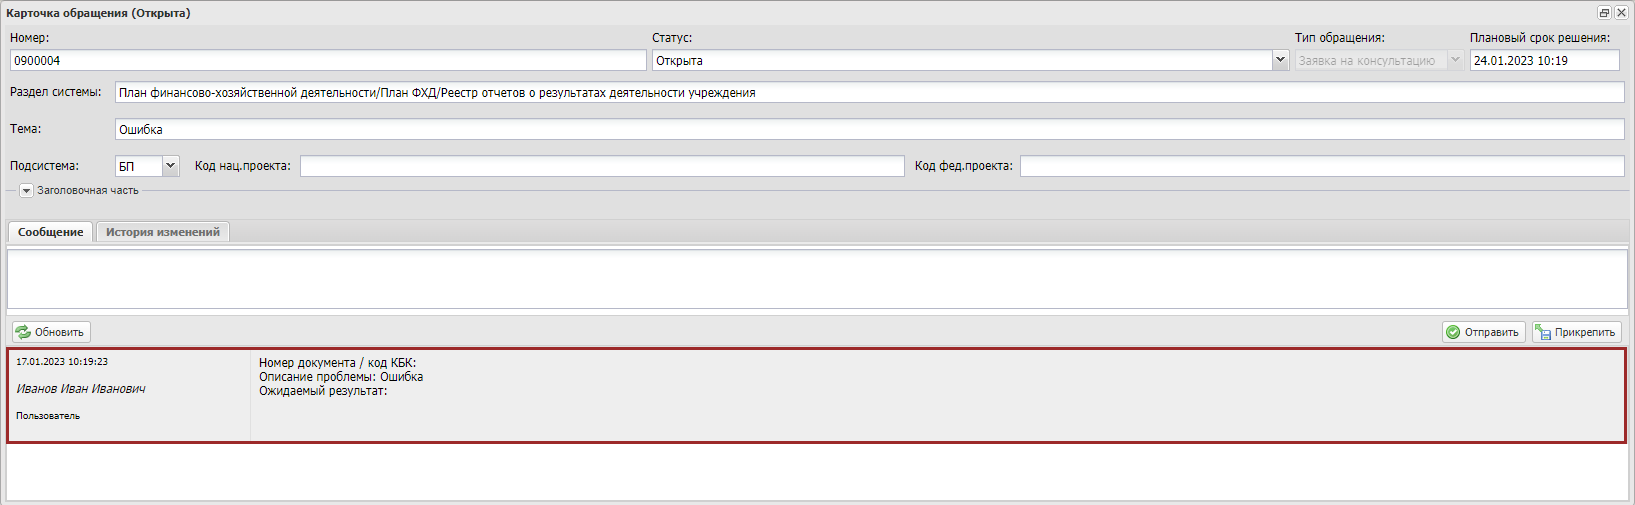 Карточка обращения (Открыта)
Номер: Статус: Тип обращения: Плановый срок решения:
0900004 Открыта Заявка на консультацию 24.01.2023 10:19
Раздел системы: План финансово-хозяйственной деятельности/План ФХД/Реестр отчетов о результатах деятельности учреждения
Тема: Ошибка
Подсистема: БП Код нац.проекта: Код фед.проекта:
Заголовочная часть
Сообщение История изменений
Обновить Отправить Прикрепить
17.01.2023 10:19:23
Иванов Иван Иванович
Пользователь
Номер документа / код КБК:
Описание проблемы: Ошибка
Ожидаемый результат: